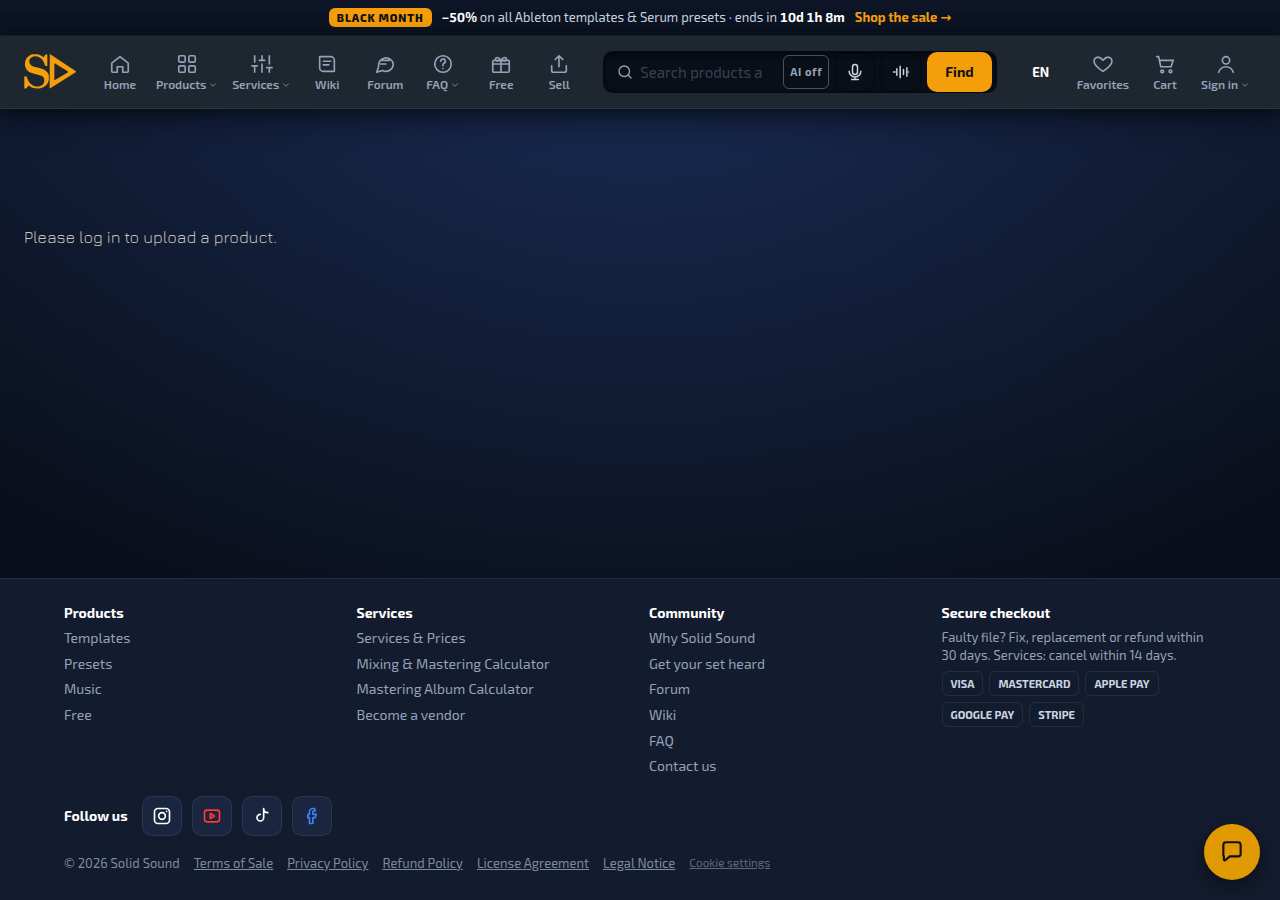 BLACK MONTH −50% on all Ableton templates & Serum presets · ends in 10d 1h 8m Shop the sale →
S Home Products Services Wiki Forum FAQ Free Sell Search products a AI off Find EN Favorites Cart Sign in
Please log in to upload a product.
Products Services Community Secure checkout
Templates Services & Prices Why Solid Sound Faulty file? Fix, replacement or refund within
30 days. Services: cancel within 14 days.
Presets Mixing & Mastering Calculator Get your set heard
Music Mastering Album Calculator Forum VISA MASTERCARD APPLE PAY
Free Become a vendor Wiki GOOGLE PAY STRIPE
FAQ
Contact us
Follow us
© 2026 Solid Sound Terms of Sale Privacy Policy Refund Policy License Agreement Legal Notice Cookie settings